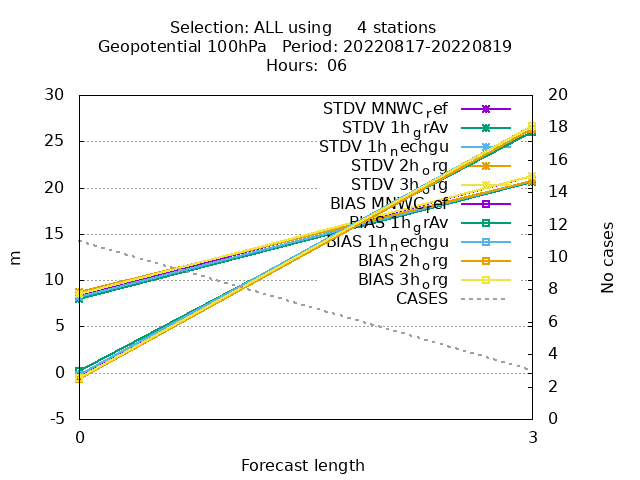 Selection: ALL using     4 stations
Geopotential 100hPa   Period: 20220817-20220819
Hours: 06
30
25
20
15
10
5
0
-5
m
20
18
16
14
12
10
8
6
4
2
0
No cases
STDV MNWC_ref
STDV 1h_grAv
STDV 1h_nechgu
STDV 2h_org
STDV 3h_org
BIAS MNWC_ref
BIAS 1h_grAv
BIAS 1h_nechgu
BIAS 2h_org
BIAS 3h_org
CASES
0
3
Forecast length